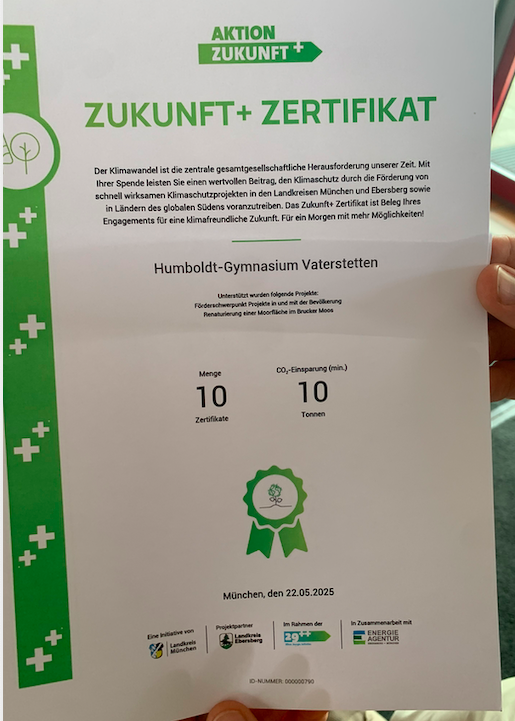 AKTION
ZUKUNFT+
ZUKUNFT+ ZERTIFIKAT
Der Klimawandel ist die zentrale gesamtgesellschaftliche Herausforderung unserer Zeit. Mit
Ihrer Spende leisten Sie einen wertvollen Beitrag, den Klimaschutz durch die Förderung von
schnell wirksamen Klimaschutzprojekten in den Landkreisen München und Ebersberg sowie
in Ländern des globalen Südens voranzutreiben. Das Zukunft+ Zertifikat ist Beleg Ihres
Engagements für eine klimafreundliche Zukunft. Für ein Morgen mit mehr Möglichkeiten!
Humboldt-Gymnasium Vaterstetten
Unterstützt wurden folgende Projekte:
Förderschwerpunkt Projekte in und mit der Bevölkerung
Renaturierung einer Moorfläche im Brucker Moos
Menge
10
Zertifikate
CO₂-Einsparung (min.)
10
Tonnen
München, den 22.05.2025
Eine Initiative von
Landkreis
München
Projektpartner
Landkreis
Ebersberg
Im Rahmen der
29++
In Zusammenarbeit mit
ENERGIE
AGENTUR
ID-NUMMER: 000000790